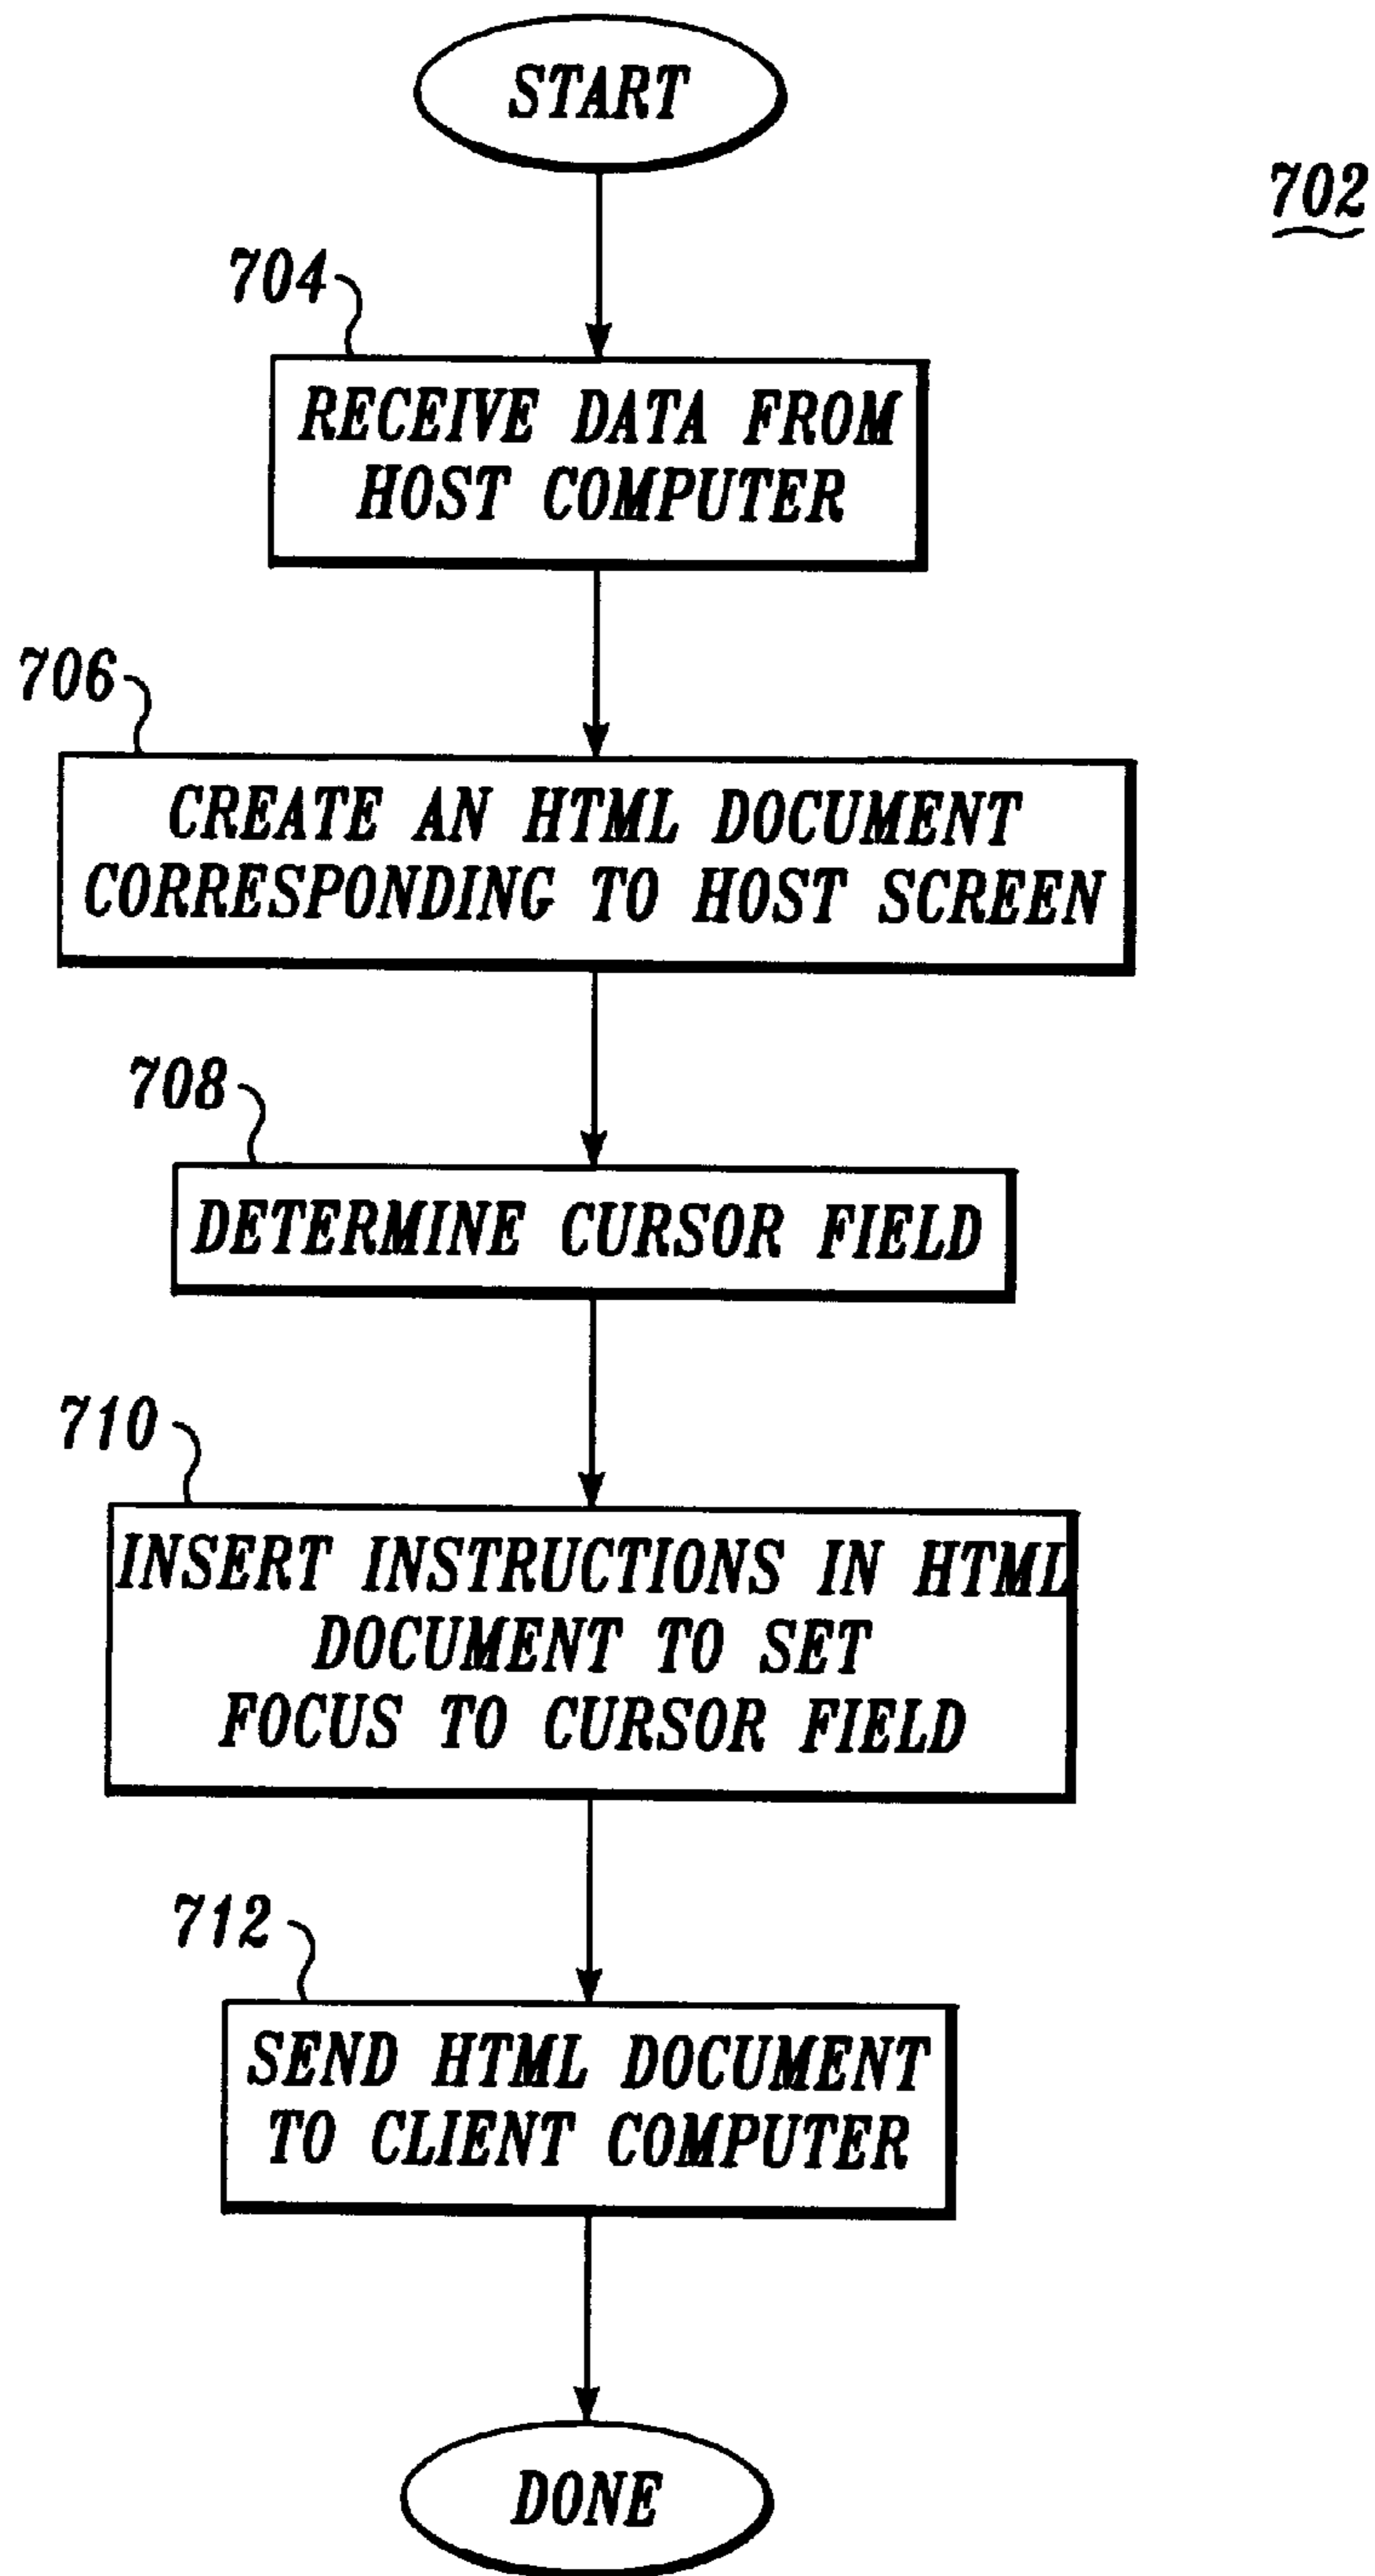 START
702
704
RECEIVE DATA FROM
HOST COMPUTER
706
CREATE AN HTML DOCUMENT
CORRESPONDING TO HOST SCREEN
708
DETERMINE CURSOR FIELD
710
INSERT INSTRUCTIONS IN HTML
DOCUMENT TO SET
FOCUS TO CURSOR FIELD
712
SEND HTML DOCUMENT
TO CLIENT COMPUTER
DONE